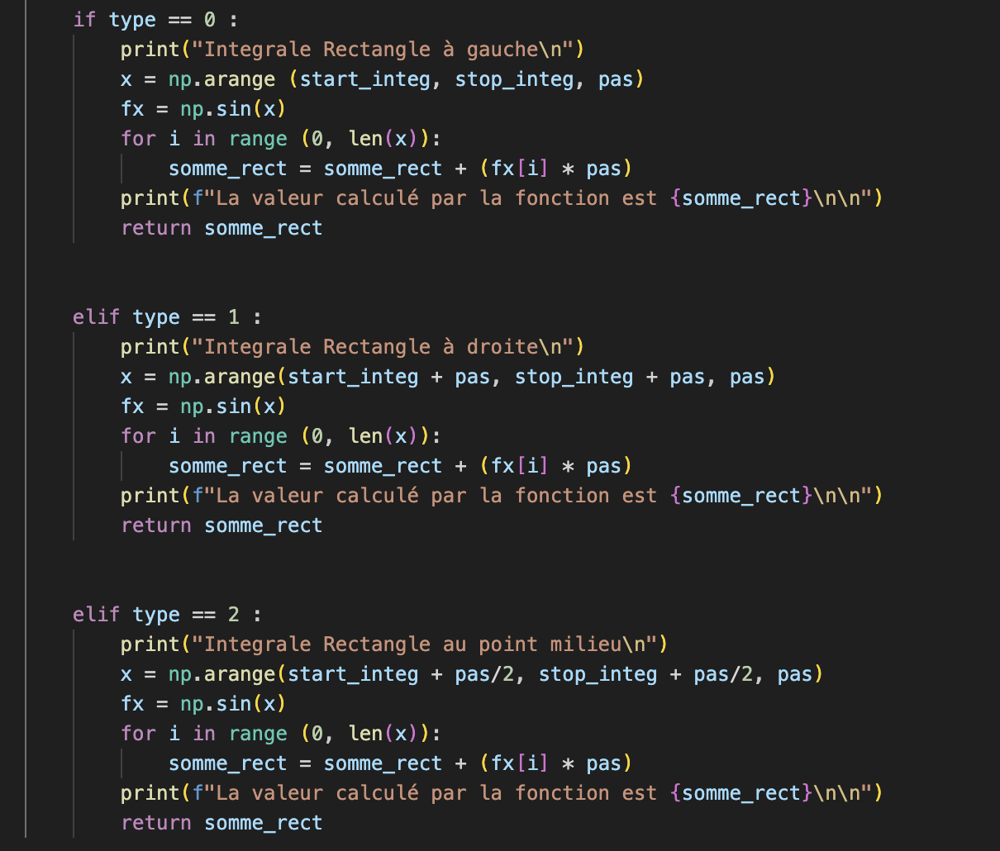 if type == 0 :
    print("Integrale Rectangle à gauche\n")
    x = np.arange (start_integ, stop_integ, pas)
    fx = np.sin(x)
    for i in range (0, len(x)):
        somme_rect = somme_rect + (fx[i] * pas)
    print(f"La valeur calculé par la fonction est {somme_rect}\n\n")
    return somme_rect
elif type == 1 :
    print("Integrale Rectangle à droite\n")
    x = np.arange(start_integ + pas, stop_integ + pas, pas)
    fx = np.sin(x)
    for i in range (0, len(x)):
        somme_rect = somme_rect + (fx[i] * pas)
    print(f"La valeur calculé par la fonction est {somme_rect}\n\n")
    return somme_rect
elif type == 2 :
    print("Integrale Rectangle au point milieu\n")
    x = np.arange(start_integ + pas/2, stop_integ + pas/2, pas)
    fx = np.sin(x)
    for i in range (0, len(x)):
        somme_rect = somme_rect + (fx[i] * pas)
    print(f"La valeur calculé par la fonction est {somme_rect}\n\n")
    return somme_rect